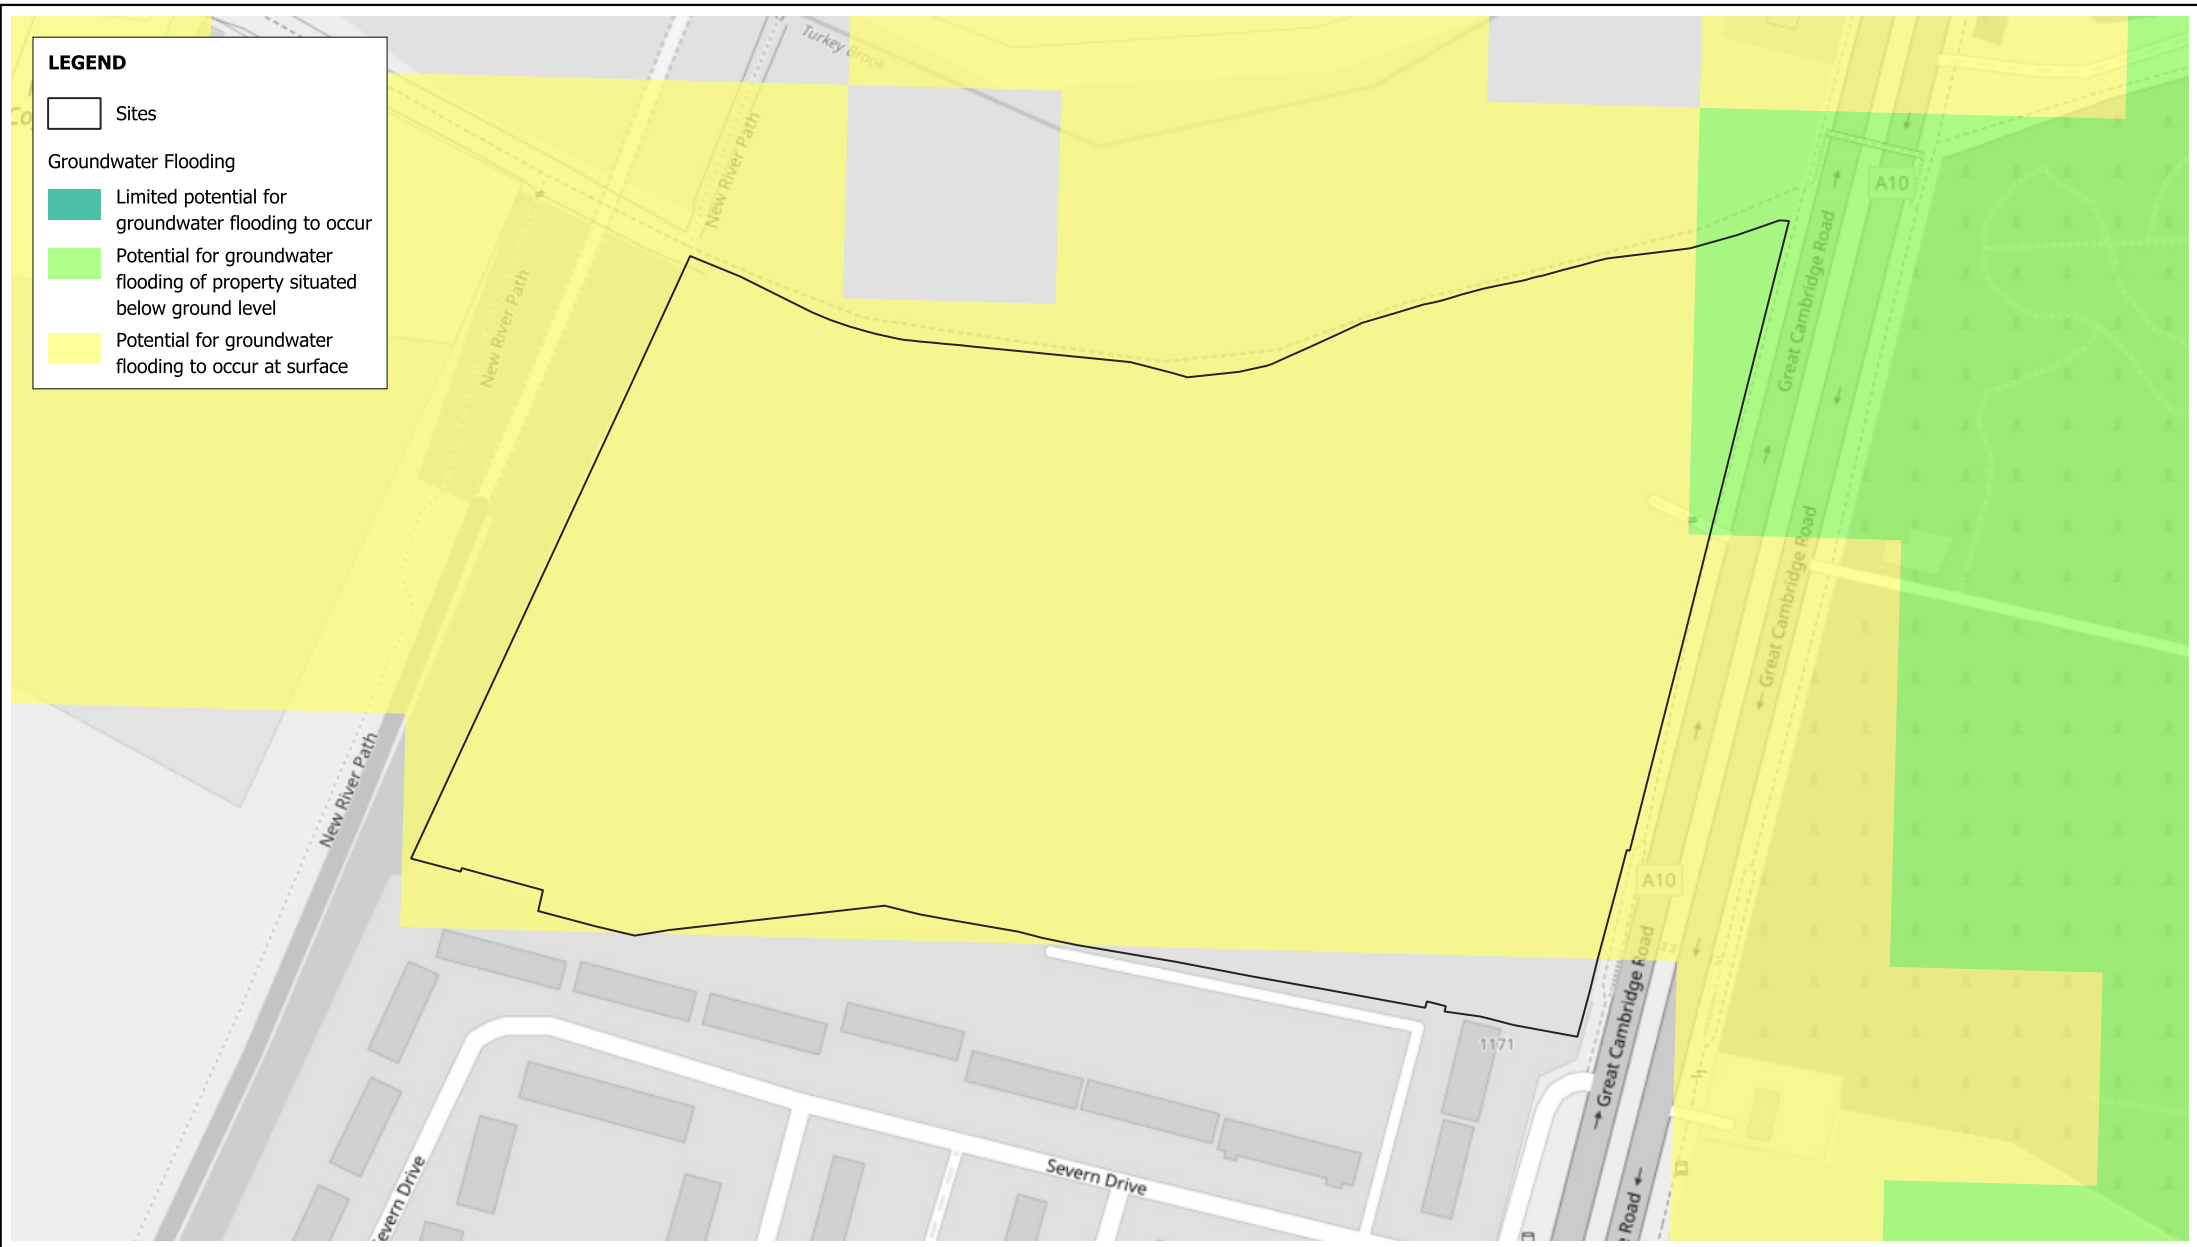 LEGEND
Sites
Groundwater Flooding
Limited potential for
groundwater flooding to occur
Potential for groundwater
flooding of property situated
below ground level
Potential for groundwater
flooding to occur at surface
Turkey Brook
New River Path
New River Path
New River Path
A10
Great Cambridge Road
Great Cambridge Road
A10
Great Cambridge Road
1171
Severn Drive
Severn Drive
Road